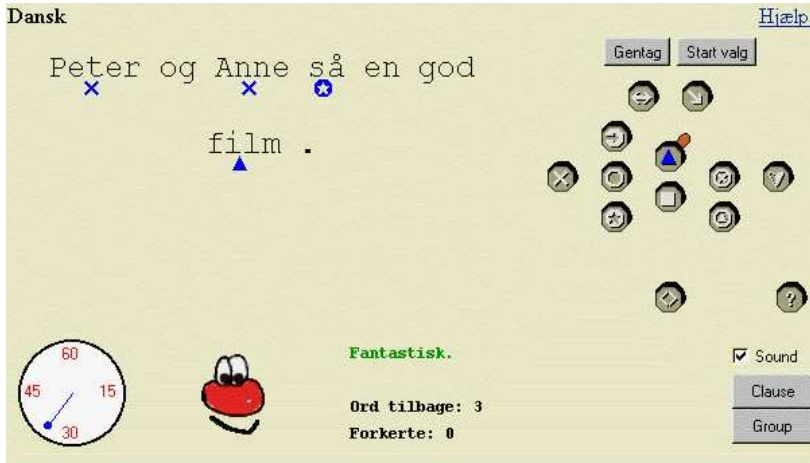 Dansk
Hjælp
Peter og Anne så en god
film .
Gentag
Start valg
?
60
45
15
30
Fantastisk.
Ord tilbage: 3
Forkerte: 0
Sound
Clause
Group